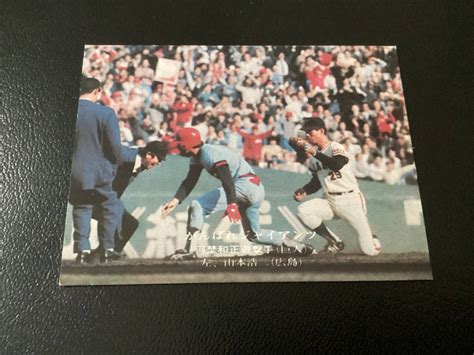 がんばれジャイアンツ
河埜和正遊撃手(巨人)
左、山本浩二(広島)